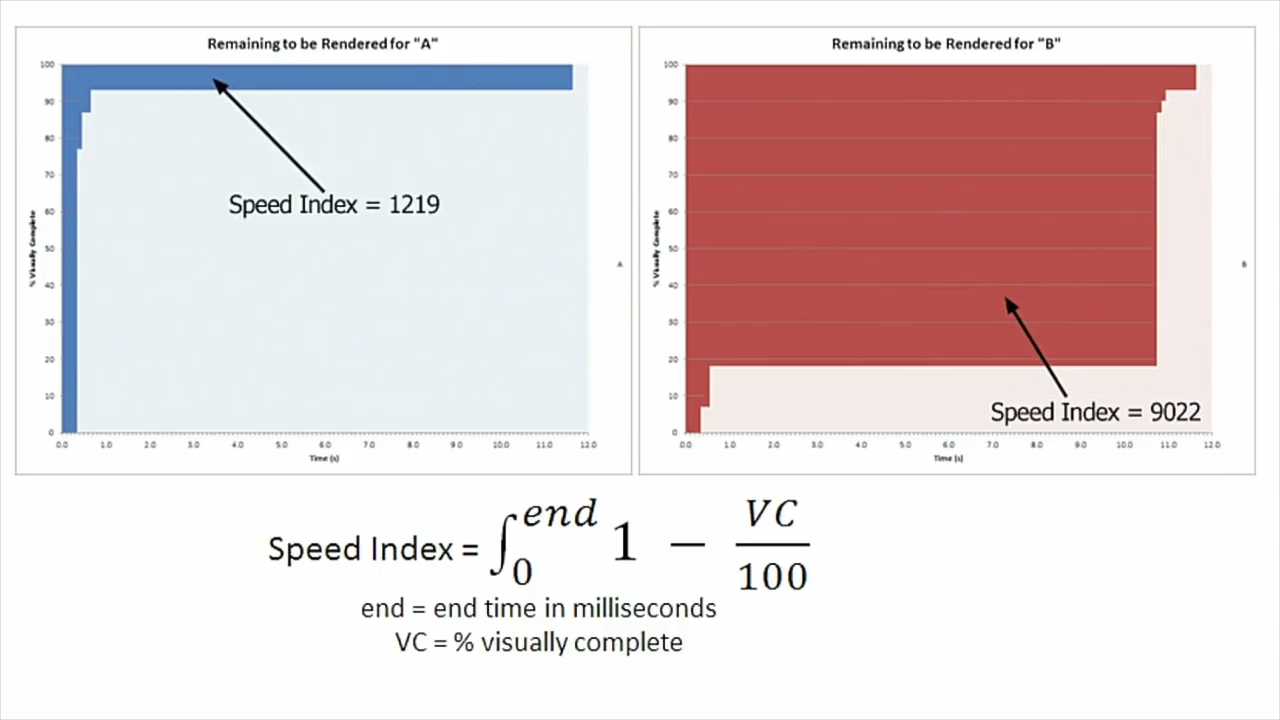 Remaining to be Rendered for "A"
100
90
80
70
60
50
40
30
20
10
0
% Visually Complete
0.0 1.0 2.0 3.0 4.0 5.0 6.0 7.0 8.0 9.0 10.0 11.0 12.0
Time (s)
Speed Index = 1219
A
Remaining to be Rendered for "B"
100
90
80
70
60
50
40
30
20
10
0
% Visually Complete
0.0 1.0 2.0 3.0 4.0 5.0 6.0 7.0 8.0 9.0 10.0 11.0 12.0
Time (s)
Speed Index = 9022
B
Speed Index = ∫₀^end 1 − VC/100
end = end time in milliseconds
VC = % visually complete